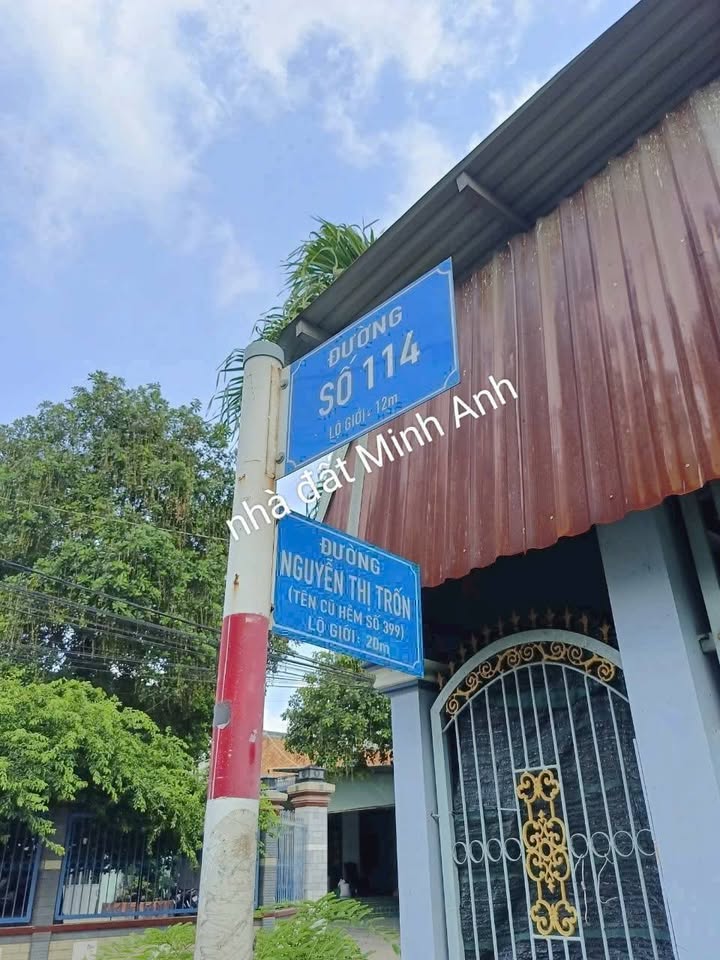 ĐƯỜNG
SỐ 114
LỘ GIỚI: 12m
nhà đất Minh Anh
ĐƯỜNG
NGUYỄN THỊ TRỐN
(TÊN CŨ HẺM SỐ 399)
LỘ GIỚI: 20m